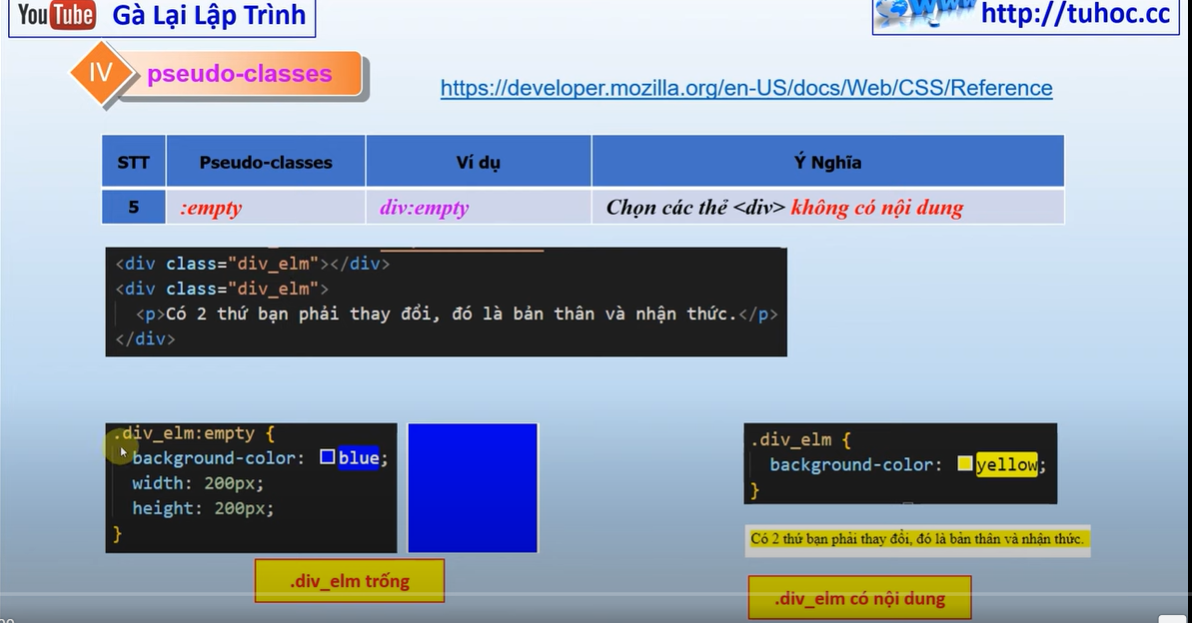 YouTube Gà Lại Lập Trình
www http://tuhoc.cc
IV pseudo-classes
https://developer.mozilla.org/en-US/docs/Web/CSS/Reference
STT Pseudo-classes Ví dụ Ý Nghĩa
5 :empty div:empty Chọn các thẻ <div> không có nội dung
<div class="div_elm"></div>
<div class="div_elm">
<p>Có 2 thứ bạn phải thay đổi, đó là bản thân và nhận thức.</p>
</div>
.div_elm:empty {
background-color: blue;
width: 200px;
height: 200px;
}
.div_elm {
background-color: yellow;
}
Có 2 thứ bạn phải thay đổi, đó là bản thân và nhận thức.
.div_elm trống
.div_elm có nội dung